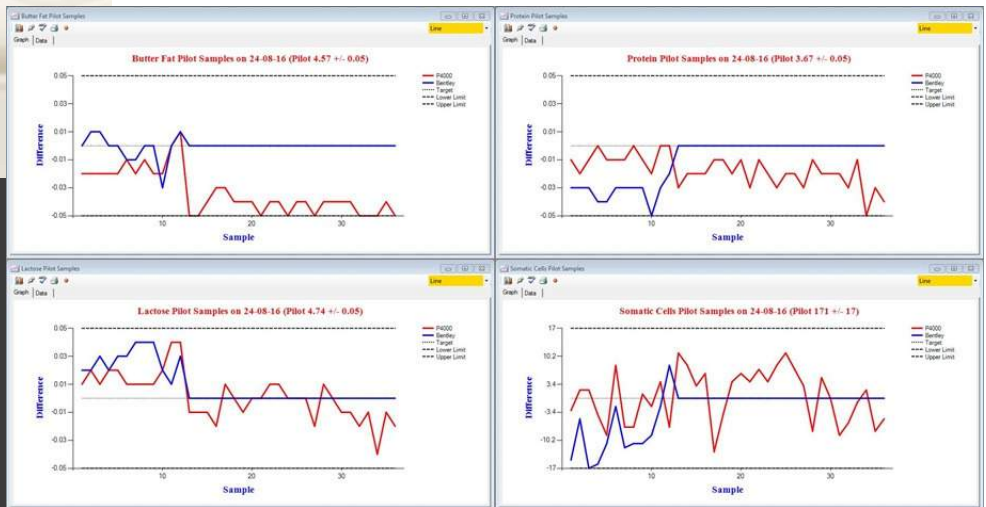 Butter Fat Pilot Samples
Line
Graph Data
Butter Fat Pilot Samples on 24-08-16 (Pilot 4.57 +/- 0.05)
0.05
0.03
0.01
-0.01
-0.03
-0.05
Difference
10 20 30
Sample
P4000
Bentley
Target
Lower Limit
Upper Limit
Protein Pilot Samples
Line
Graph Data
Protein Pilot Samples on 24-08-16 (Pilot 3.67 +/- 0.05)
0.05
0.03
0.01
-0.01
-0.03
-0.05
Difference
10 20 30
Sample
P4000
Bentley
Target
Lower Limit
Upper Limit
Lactose Pilot Samples
Line
Graph Data
Lactose Pilot Samples on 24-08-16 (Pilot 4.74 +/- 0.05)
0.05
0.03
0.01
-0.01
-0.03
-0.05
Difference
10 20 30
Sample
P4000
Bentley
Target
Lower Limit
Upper Limit
Somatic Cells Pilot Samples
Line
Graph Data
Somatic Cells Pilot Samples on 24-08-16 (Pilot 171 +/- 17)
17
10.2
3.4
-3.4
-10.2
-17
Difference
10 20 30
Sample
P4000
Bentley
Target
Lower Limit
Upper Limit